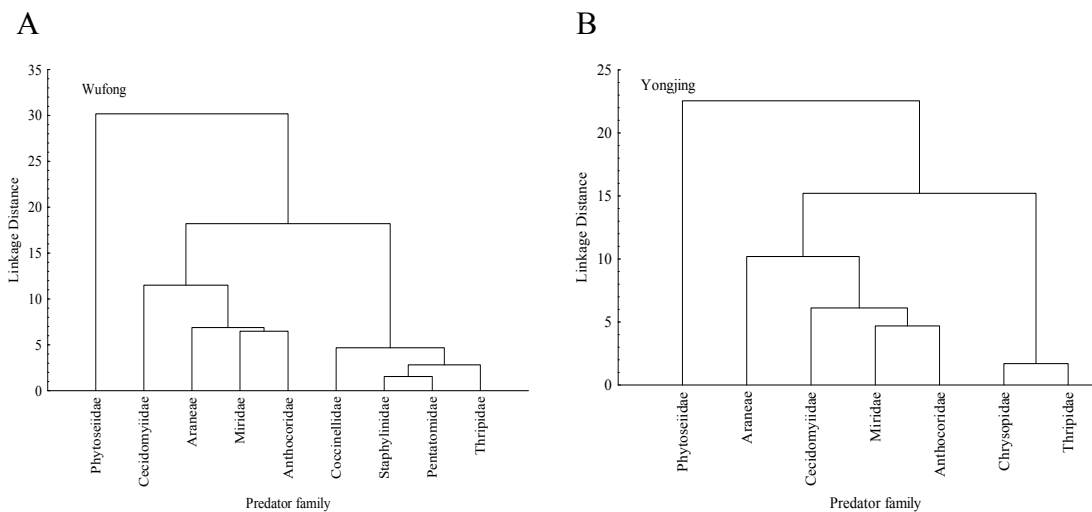 A
Wufong
35
30
25
20
15
10
5
0
Linkage Distance
Phytoseiidae
Cecidomyiidae
Araneae
Miridae
Anthocoridae
Coccinellidae
Staphylinidae
Pentatomidae
Thripidae
Predator family
B
Yongjing
25
20
15
10
5
0
Linkage Distance
Phytoseiidae
Araneae
Cecidomyiidae
Miridae
Anthocoridae
Chrysopidae
Thripidae
Predator family